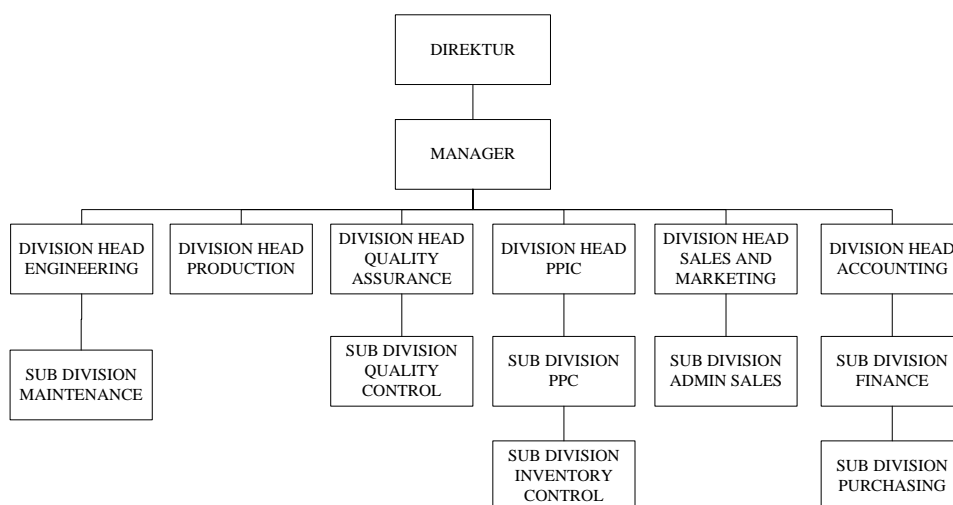 DIREKTUR
MANAGER
DIVISION HEAD
ENGINEERING
DIVISION HEAD
PRODUCTION
DIVISION HEAD
QUALITY
ASSURANCE
DIVISION HEAD
PPIC
DIVISION HEAD
SALES AND
MARKETING
DIVISION HEAD
ACCOUNTING
SUB DIVISION
MAINTENANCE
SUB DIVISION
QUALITY
CONTROL
SUB DIVISION
PPC
SUB DIVISION
ADMIN SALES
SUB DIVISION
FINANCE
SUB DIVISION
INVENTORY
CONTROL
SUB DIVISION
PURCHASING